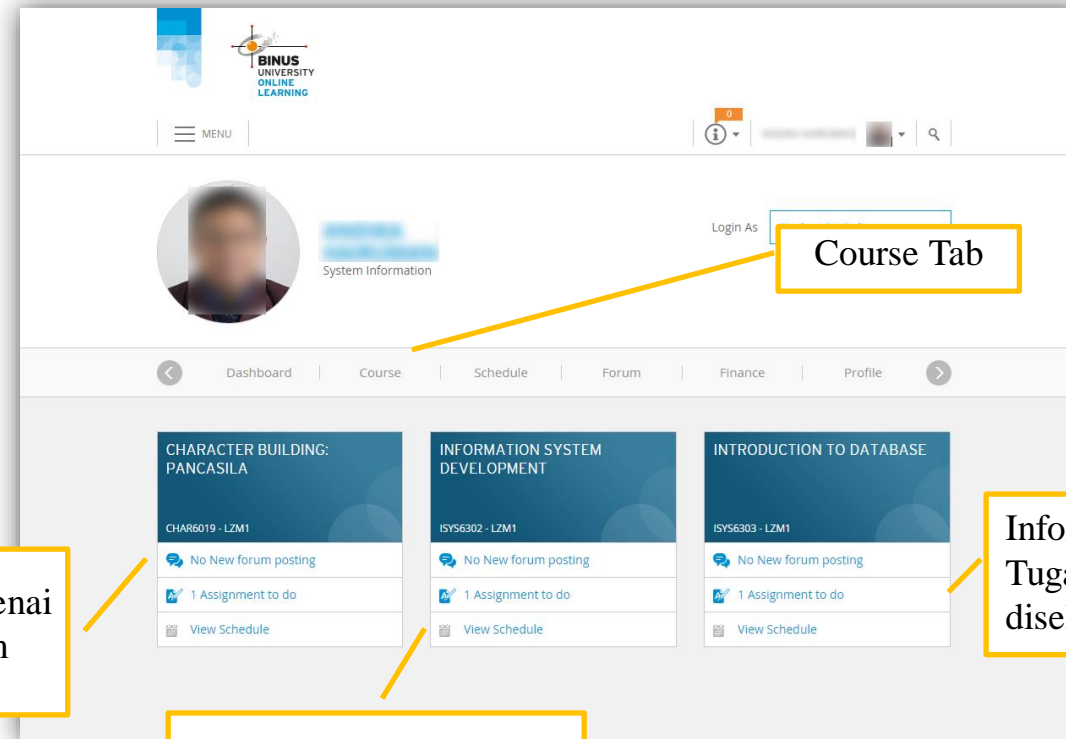 BINUS
UNIVERSITY
ONLINE
LEARNING
MENU
0
System Information
Login As
Course Tab
Dashboard
Course
Schedule
Forum
Finance
Profile
CHARACTER BUILDING:
PANCASILA
CHAR6019 - LZM1
No New forum posting
1 Assignment to do
View Schedule
INFORMATION SYSTEM
DEVELOPMENT
ISYS6302 - LZM1
No New forum posting
1 Assignment to do
View Schedule
INTRODUCTION TO DATABASE
ISYS6303 - LZM1
No New forum posting
1 Assignment to do
View Schedule